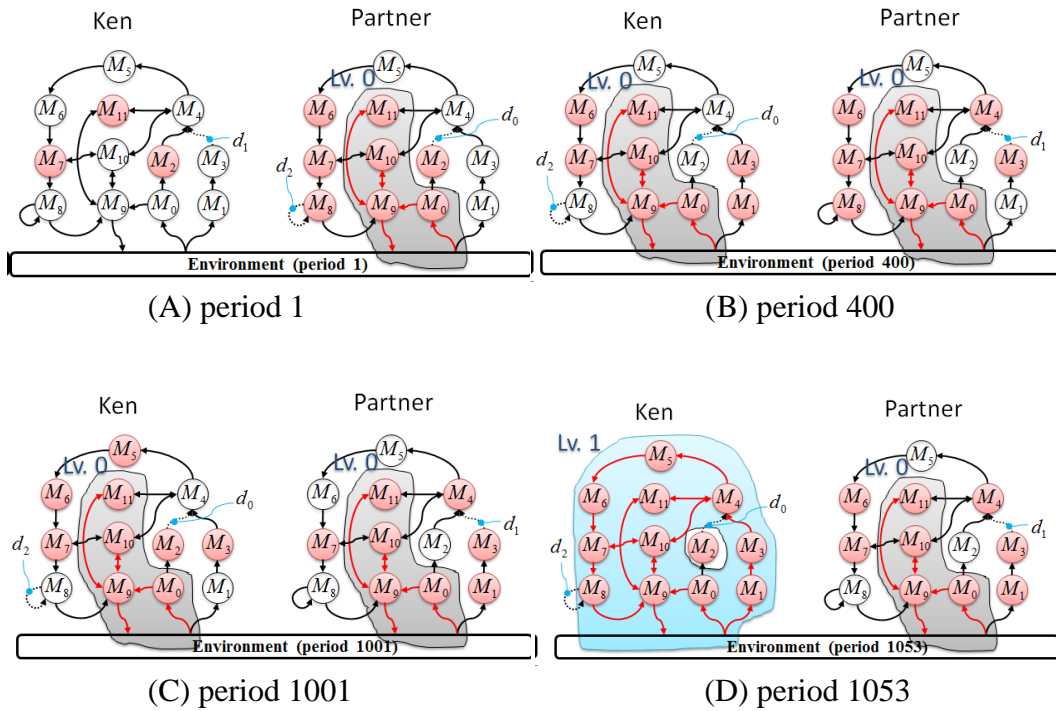 Ken
Partner
Lv. 0
M5
M6
M11
M4
d1
M7
M10
M2
M3
M8
M9
M0
M1
M5
M6
M11
M4
d0
M7
M10
M2
M3
d2
M8
M9
M0
M1
Environment (period 1)
(A) period 1
Ken
Partner
Lv. 0
Lv. 0
M5
M6
M11
M4
d0
M7
M10
M2
M3
d2
M8
M9
M0
M1
M5
M6
M11
M4
d1
M7
M10
M2
M3
M8
M9
M0
M1
Environment (period 400)
(B) period 400
Ken
Partner
Lv. 0
Lv. 0
M5
M6
M11
M4
d0
M7
M10
M2
M3
d2
M8
M9
M0
M1
M5
M6
M11
M4
d1
M7
M10
M2
M3
M8
M9
M0
M1
Environment (period 1001)
(C) period 1001
Ken
Partner
Lv. 1
Lv. 0
M5
M6
M11
M4
d0
M7
M10
M2
M3
d2
M8
M9
M0
M1
M5
M6
M11
M4
d1
M7
M10
M2
M3
M8
M9
M0
M1
Environment (period 1053)
(D) period 1053